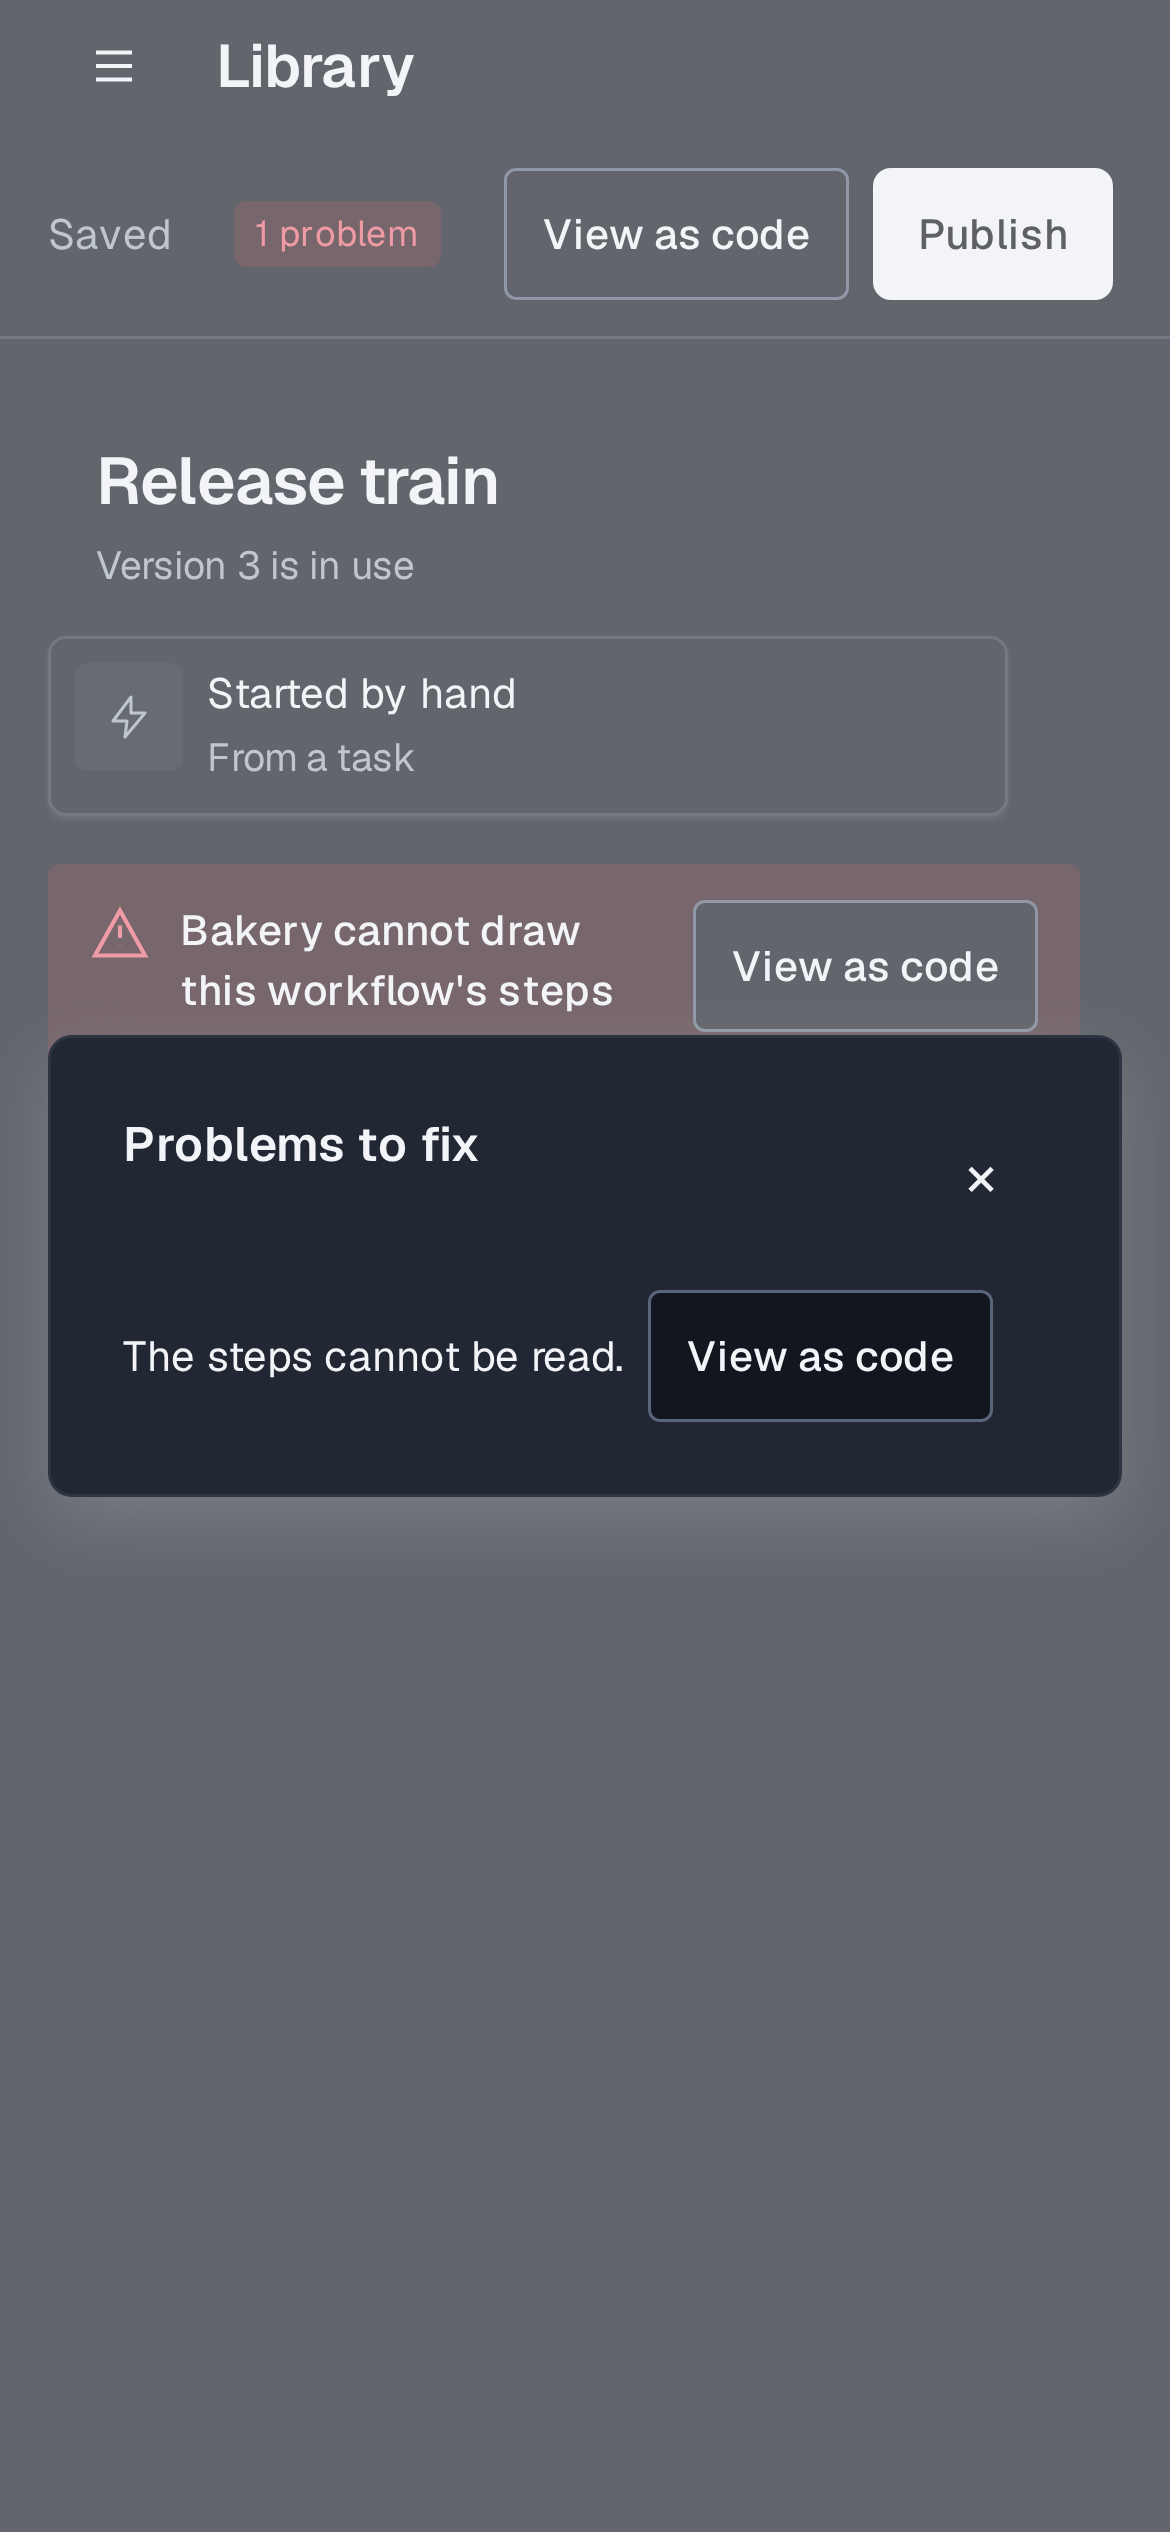 Library
Saved
1 problem
View as code
Publish
Release train
Version 3 is in use
Started by hand
From a task
Bakery cannot draw
this workflow's steps
View as code
Problems to fix
The steps cannot be read.
View as code